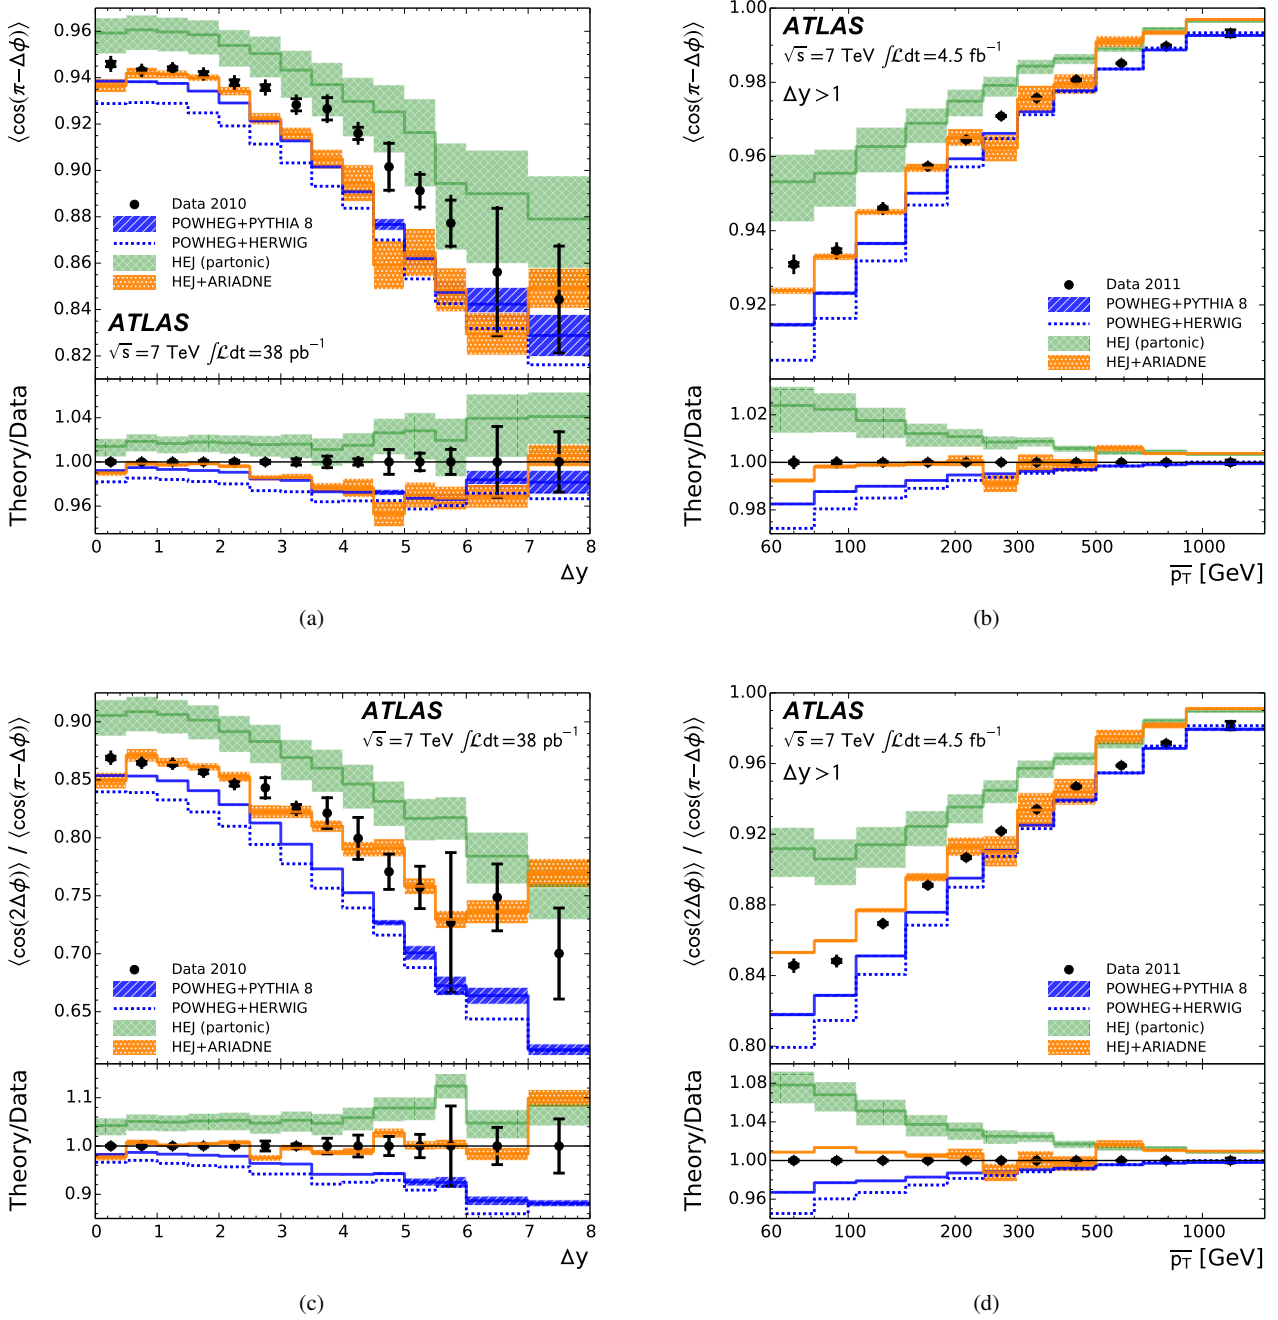 0.96
0.94
0.92
0.90
0.88
0.86
0.84
0.82
⟨cos(π−Δϕ)⟩
Data 2010
POWHEG+PYTHIA 8
POWHEG+HERWIG
HEJ (partonic)
HEJ+ARIADNE
ATLAS
√s =7 TeV ∫ℒdt=38 pb⁻¹
1.04
1.00
0.96
Theory/Data
0 1 2 3 4 5 6 7 8
Δy
(a)
1.00
0.98
0.96
0.94
0.92
⟨cos(π−Δϕ)⟩
ATLAS
√s =7 TeV ∫ℒdt=4.5 fb⁻¹
Δy >1
Data 2011
POWHEG+PYTHIA 8
POWHEG+HERWIG
HEJ (partonic)
HEJ+ARIADNE
1.02
1.00
0.98
Theory/Data
60 100 200 300 500 1000
p̅T̅ [GeV]
(b)
0.90
0.85
0.80
0.75
0.70
0.65
⟨cos(2Δϕ)⟩ / ⟨cos(π−Δϕ)⟩
ATLAS
√s =7 TeV ∫ℒdt=38 pb⁻¹
Data 2010
POWHEG+PYTHIA 8
POWHEG+HERWIG
HEJ (partonic)
HEJ+ARIADNE
1.1
1.0
0.9
Theory/Data
0 1 2 3 4 5 6 7 8
Δy
(c)
1.00
0.96
0.92
0.88
0.84
0.80
⟨cos(2Δϕ)⟩ / ⟨cos(π−Δϕ)⟩
ATLAS
√s =7 TeV ∫ℒdt=4.5 fb⁻¹
Δy >1
Data 2011
POWHEG+PYTHIA 8
POWHEG+HERWIG
HEJ (partonic)
HEJ+ARIADNE
1.08
1.04
1.00
0.96
Theory/Data
60 100 200 300 500 1000
p̅T̅ [GeV]
(d)